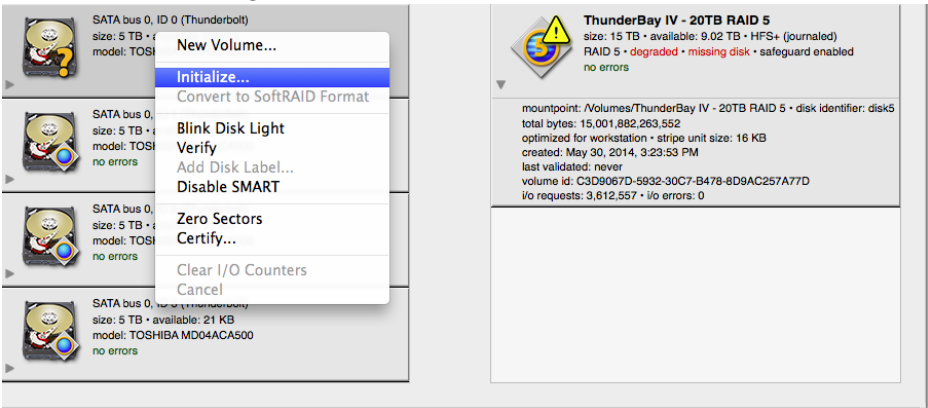 SATA bus 0, ID 0 (Thunderbolt)
size: 5 TB •
model: TOSH
New Volume...
Initialize...
Convert to SoftRAID Format
Blink Disk Light
Verify
Add Disk Label...
Disable SMART
Zero Sectors
Certify...
Clear I/O Counters
Cancel
SATA bus 0,
size: 5 TB •
model: TOSH
no errors
SATA bus 0,
size: 5 TB •
model: TOSH
no errors
SATA bus 0, (Thunderbolt)
size: 5 TB • available: 21 KB
model: TOSHIBA MD04ACA500
no errors
ThunderBay IV - 20TB RAID 5
size: 15 TB • available: 9.02 TB • HFS+ (journaled)
RAID 5 • degraded • missing disk • safeguard enabled
no errors
mountpoint: /Volumes/ThunderBay IV - 20TB RAID 5 • disk identifier: disk5
total bytes: 15,001,882,263,552
optimized for workstation • stripe unit size: 16 KB
created: May 30, 2014, 3:23:53 PM
last validated: never
volume id: C3D9067D-5932-30C7-B478-8D9AC257A77D
i/o requests: 3,612,557 • i/o errors: 0